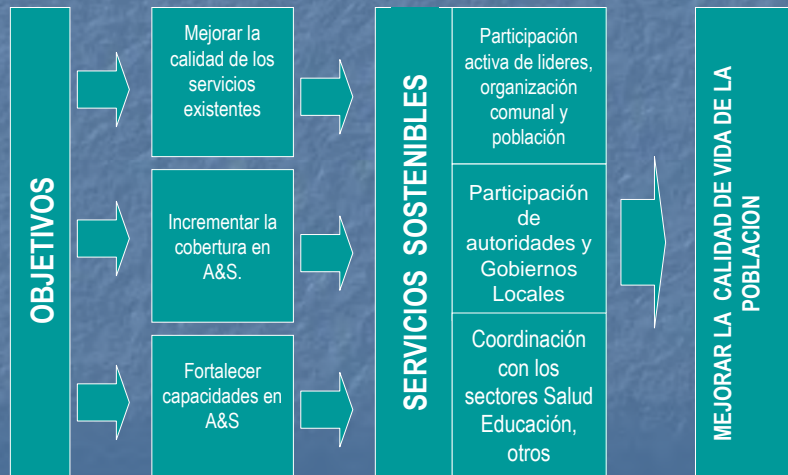 OBJETIVOS
Mejorar la
calidad de los
servicios
existentes
Incrementar la
cobertura en
A&S.
Fortalecer
capacidades en
A&S
SERVICIOS SOSTENIBLES
Participación
activa de lideres,
organización
comunal y
población
Participación
de
autoridades y
Gobiernos
Locales
Coordinación
con los
sectores Salud
Educación,
otros
MEJORAR LA CALIDAD DE VIDA DE LA
POBLACION